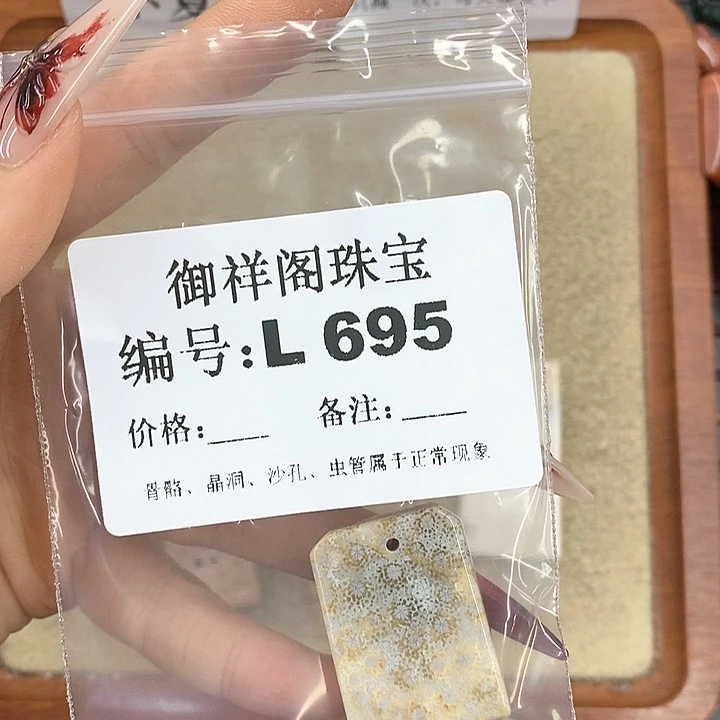 御祥阁珠宝
编号:L 695
价格:____ 备注:____
骨骼、晶洞、沙孔、虫管属于正常现象